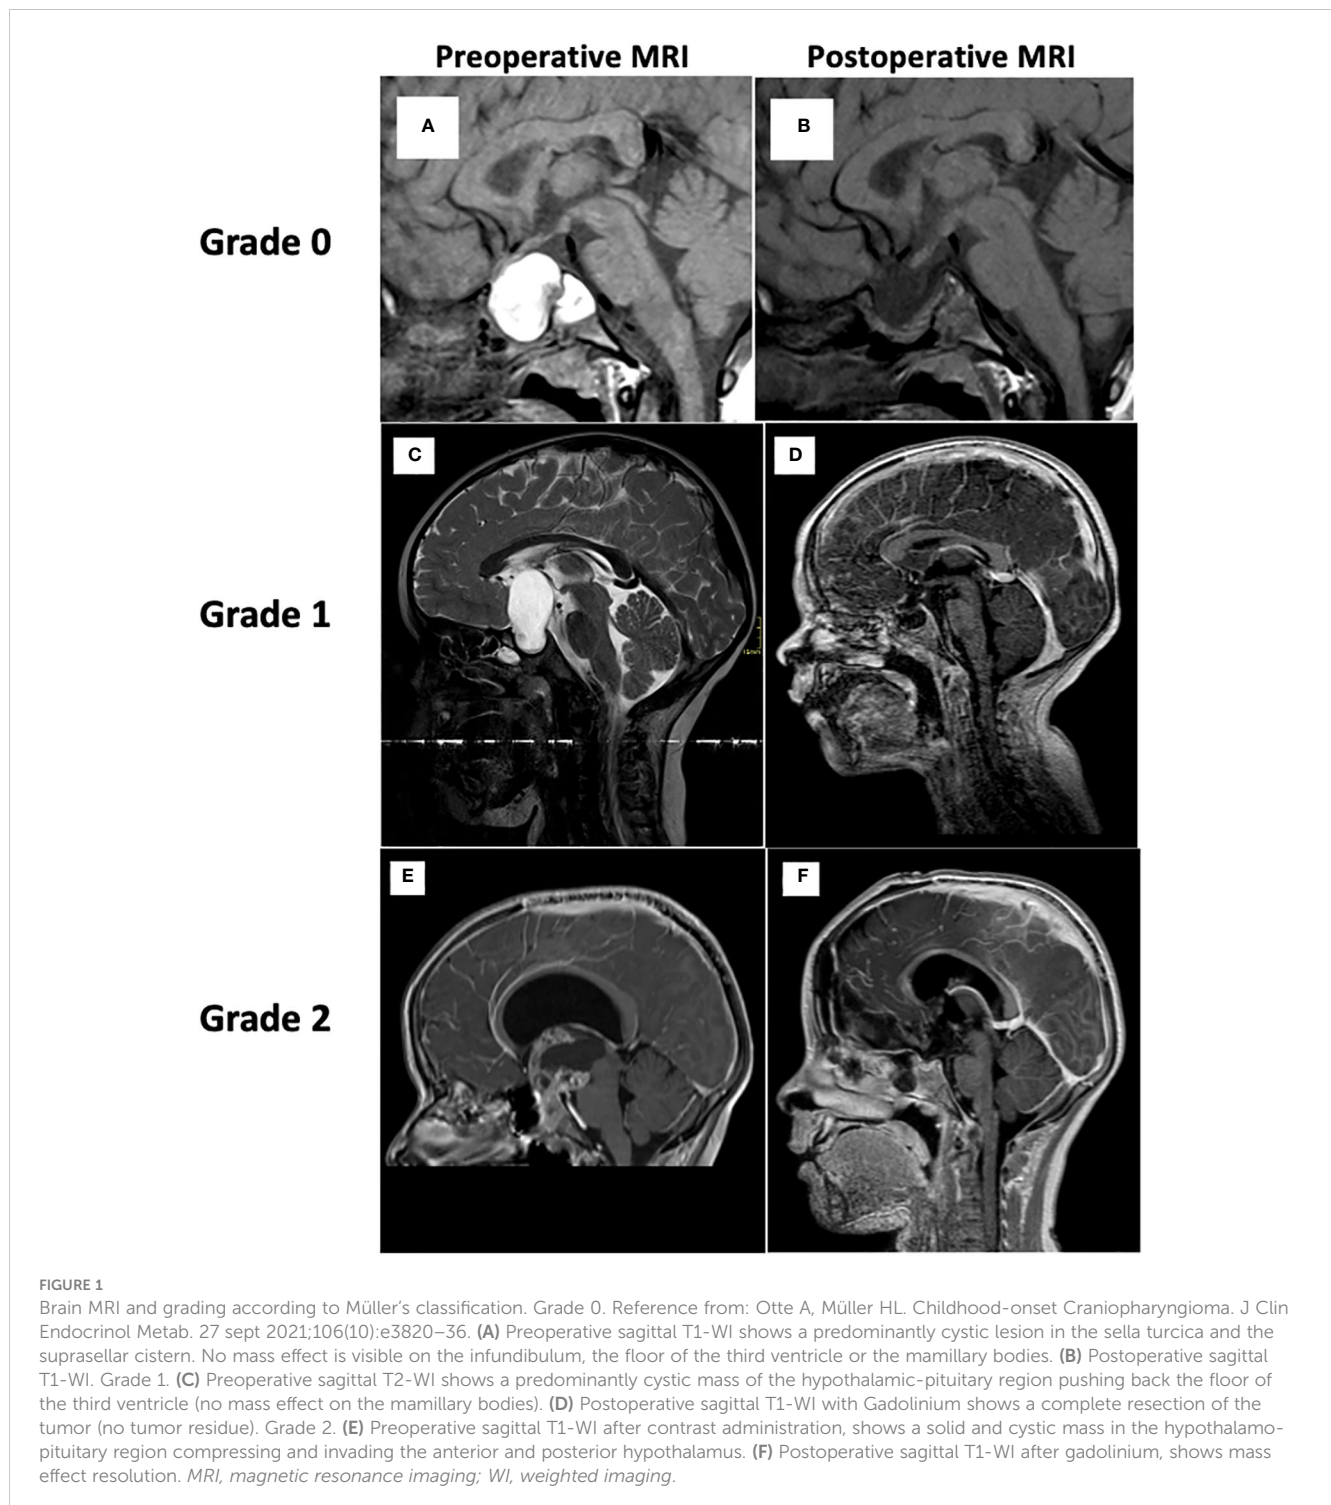 Preoperative MRI
Postoperative MRI
A
B
Grade 0
C
D
Grade 1
E
F
Grade 2
FIGURE 1
Brain MRI and grading according to Müller’s classification. Grade 0. Reference from: Otte A, Müller HL. Childhood-onset Craniopharyngioma. J Clin
Endocrinol Metab. 27 sept 2021;106(10):e3820–36. (A) Preoperative sagittal T1-WI shows a predominantly cystic lesion in the sella turcica and the
suprasellar cistern. No mass effect is visible on the infundibulum, the floor of the third ventricle or the mamillary bodies. (B) Postoperative sagittal
T1-WI. Grade 1. (C) Preoperative sagittal T2-WI shows a predominantly cystic mass of the hypothalamic-pituitary region pushing back the floor of
the third ventricle (no mass effect on the mamillary bodies). (D) Postoperative sagittal T1-WI with Gadolinium shows a complete resection of the
tumor (no tumor residue). Grade 2. (E) Preoperative sagittal T1-WI after contrast administration, shows a solid and cystic mass in the hypothalamo-
pituitary region compressing and invading the anterior and posterior hypothalamus. (F) Postoperative sagittal T1-WI after gadolinium, shows mass
effect resolution. MRI, magnetic resonance imaging; WI, weighted imaging.